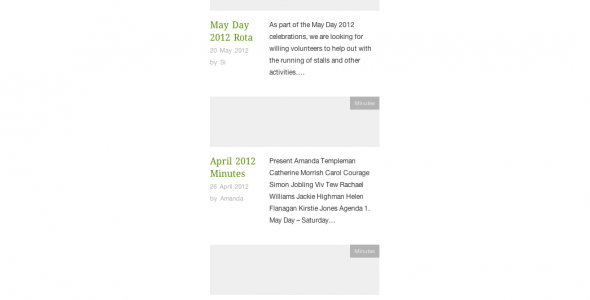 May Day
2012 Rota
20 May 2012
by Si
As part of the May Day 2012
celebrations, we are looking for
willing volunteers to help out with
the running of stalls and other
activities….
Minutes
April 2012
Minutes
26 April 2012
by Amanda
Present Amanda Templeman
Catherine Morrish Carol Courage
Simon Jobling Viv Tew Rachael
Williams Jackie Highman Helen
Flanagan Kirstie Jones Agenda 1.
May Day – Saturday…
Minutes